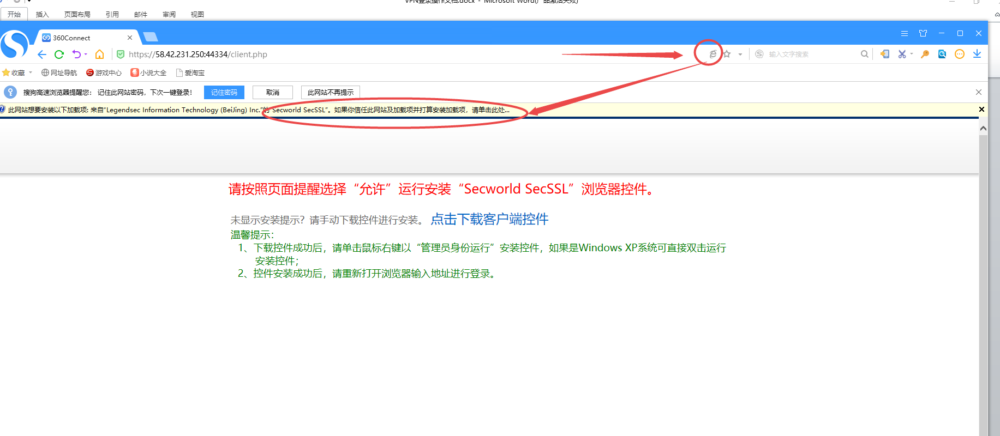 VPN登录操作文档.docx - Microsoft Word(产品激活失败)
开始 插入 页面布局 引用 邮件 审阅 视图
360Connect
https://58.42.231.250:44334/client.php
输入文字搜索
收藏 网址导航 游戏中心 小说大全 爱淘宝
搜狗高速浏览器提醒您： 记住此网站密码，下次一键登录！ 记住密码 取消 此网站不再提示
此网站想要安装以下加载项: 来自“Legendsec Information Technology (BeiJing) Inc.”的“Secworld SecSSL”。如果你信任此网站及加载项并打算安装加载项，请单击此处...
请按照页面提醒选择“允许”运行安装“Secworld SecSSL”浏览器控件。
未显示安装提示？请手动下载控件进行安装。 点击下载客户端控件
温馨提示：
1、下载控件成功后，请单击鼠标右键以“管理员身份运行”安装控件，如果是Windows XP系统可直接双击运行
安装控件；
2、控件安装成功后，请重新打开浏览器输入地址进行登录。